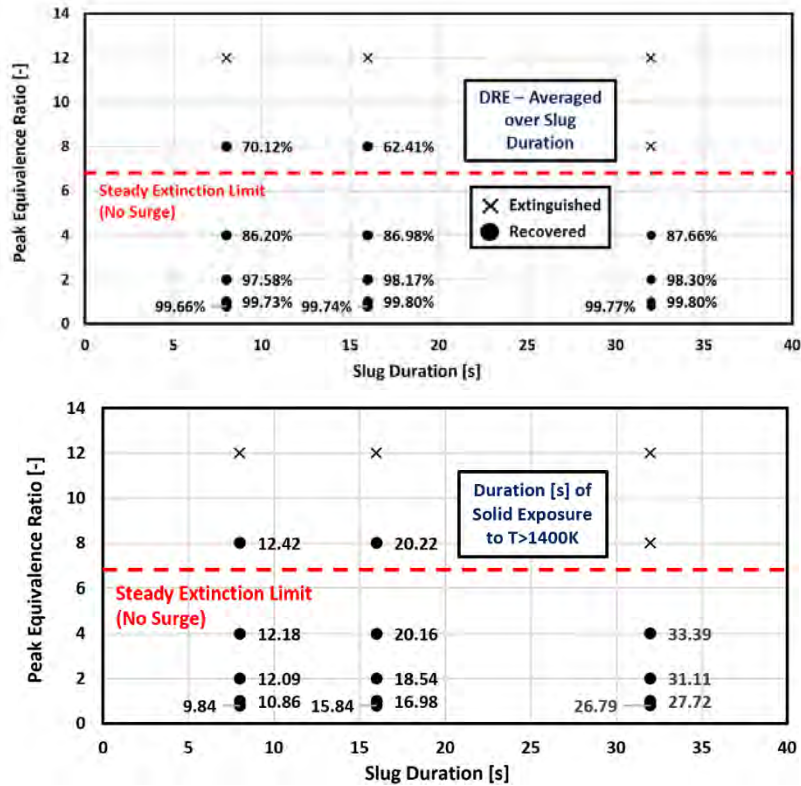 14
12
10
8
6
4
2
0
Peak Equivalence Ratio [-]
DRE – Averaged
over Slug
Duration
70.12%
62.41%
Steady Extinction Limit
(No Surge)
Extinguished
Recovered
86.20%
86.98%
87.66%
97.58%
98.17%
98.30%
99.73%
99.80%
99.80%
99.66%
99.74%
99.77%
0 5 10 15 20 25 30 35 40
Slug Duration [s]
14
12
10
8
6
4
2
0
Peak Equivalence Ratio [-]
Duration [s] of
Solid Exposure
to T>1400K
12.42
20.22
Steady Extinction Limit
(No Surge)
12.18
20.16
33.39
12.09
18.54
31.11
10.86
16.98
27.72
9.84
15.84
26.79
0 5 10 15 20 25 30 35 40
Slug Duration [s]